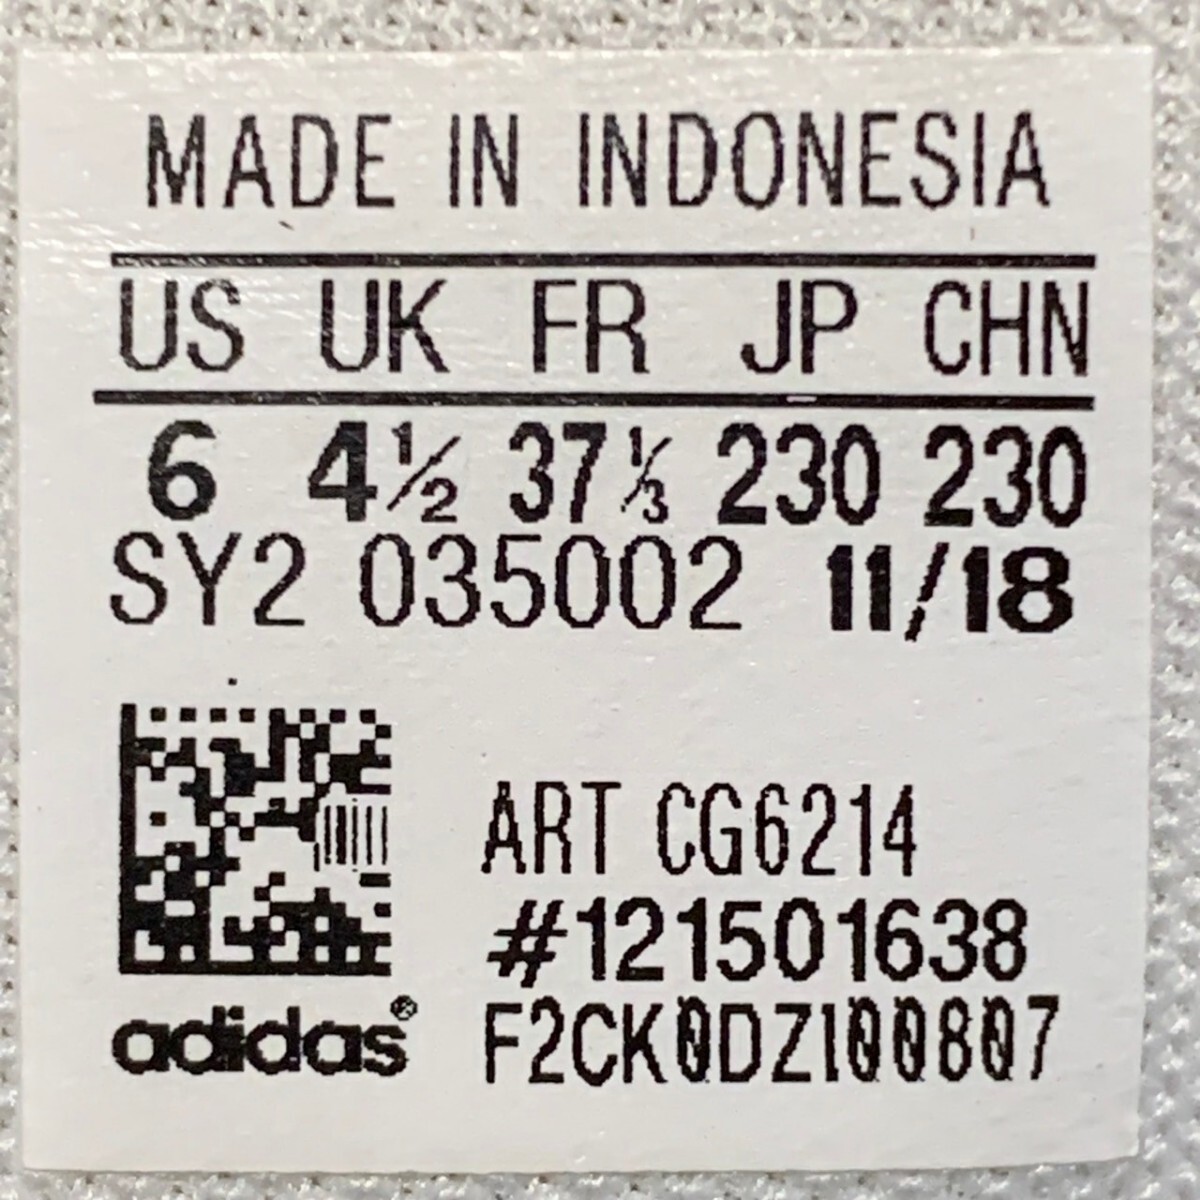 MADE IN INDONESIA
US UK FR JP CHN
6 4½ 37⅓ 230 230
SY2 035002 11/18
ART CG6214
#121501638
adidas® F2CK0DZ100807